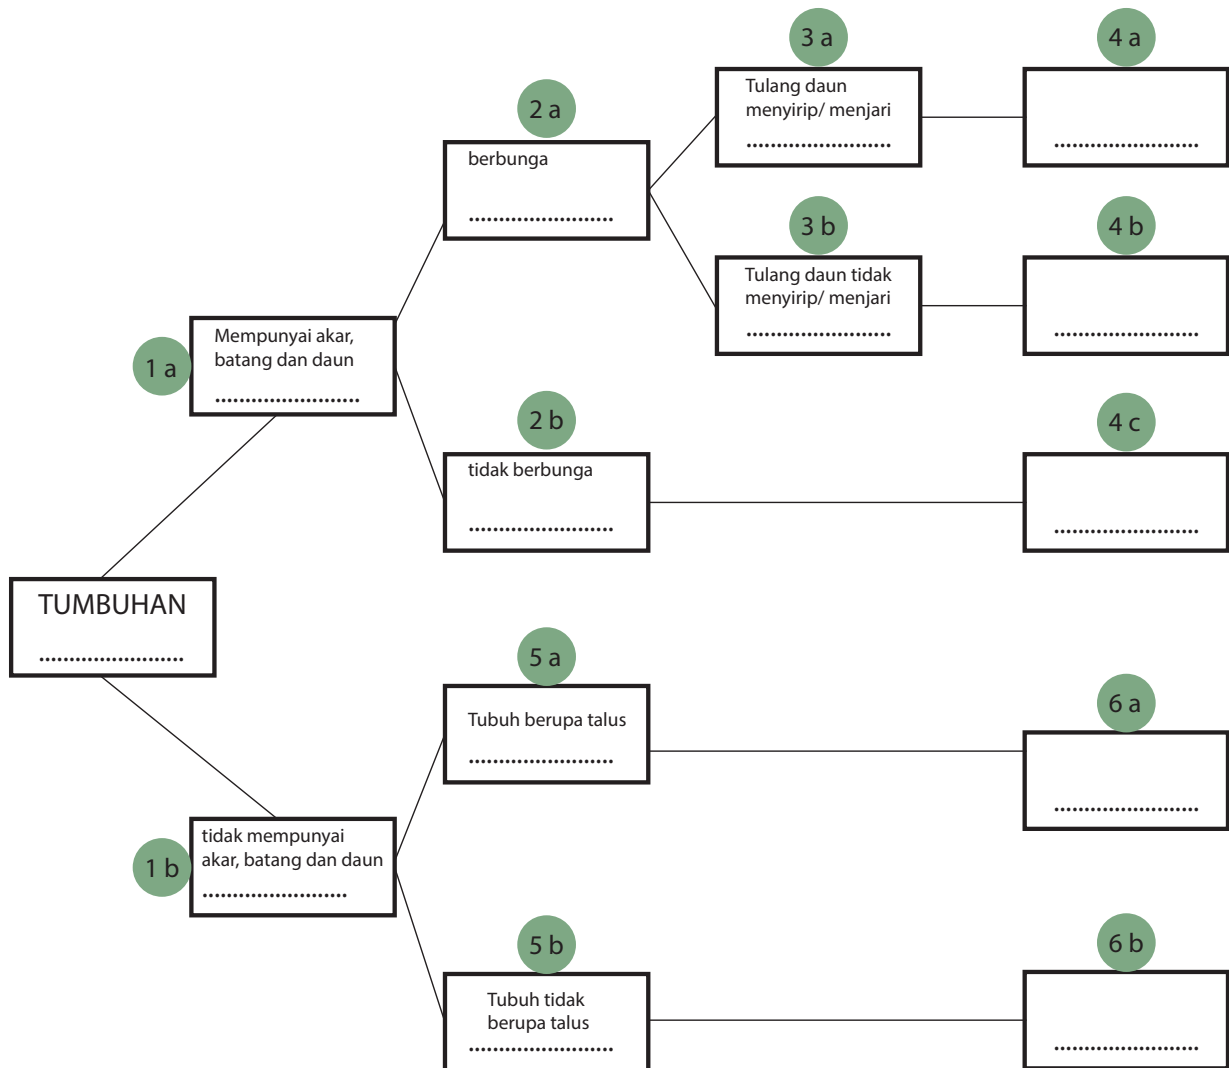 3 a
4 a
Tulang daun
menyirip/ menjari
........................
........................
2 a
berbunga
........................
3 b
4 b
Tulang daun tidak
menyirip/ menjari
........................
........................
1 a
Mempunyai akar,
batang dan daun
........................
2 b
4 c
tidak berbunga
........................
........................
TUMBUHAN
........................
5 a
6 a
Tubuh berupa talus
........................
........................
1 b
tidak mempunyai
akar, batang dan daun
........................
5 b
6 b
Tubuh tidak
berupa talus
........................
........................